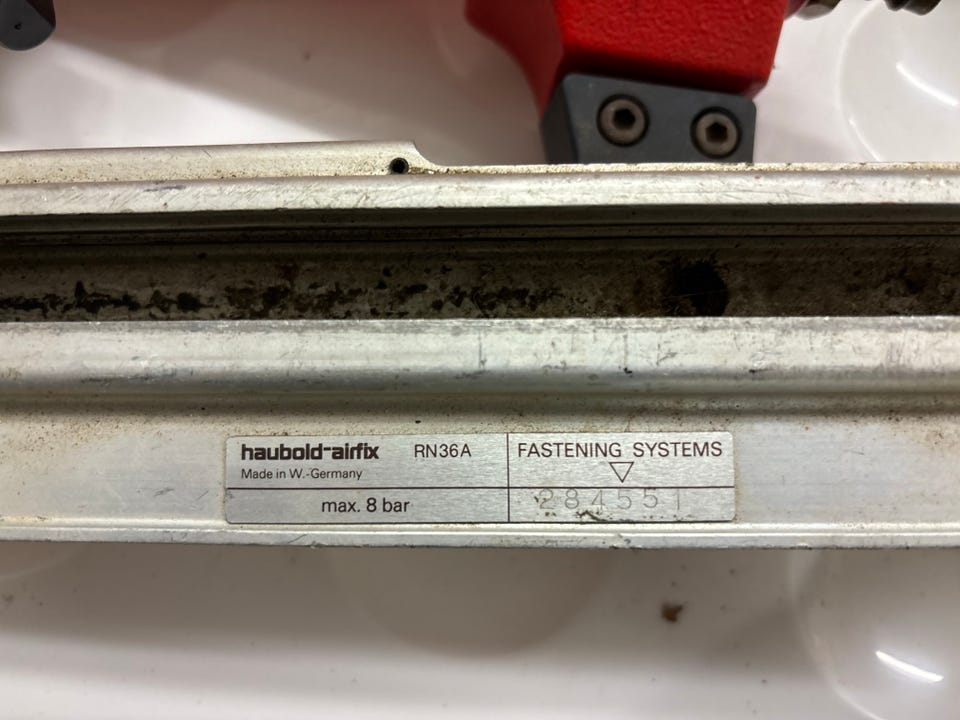 haubold-airfix RN36A
Made in W.-Germany
max. 8 bar
FASTENING SYSTEMS
284551